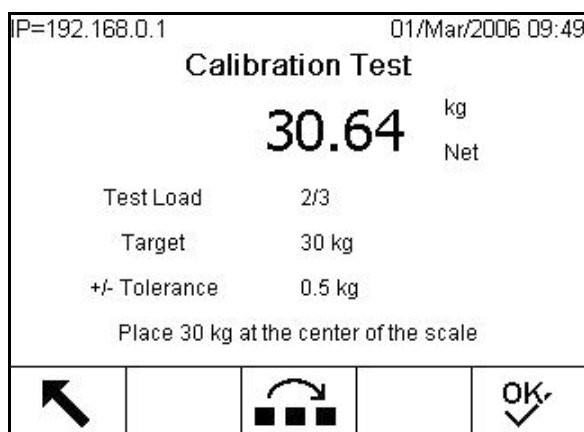 IP=192.168.0.1 01/Mar/2006 09:49
Calibration Test
30.64 kg
Net
Test Load 2/3
Target 30 kg
+/- Tolerance 0.5 kg
Place 30 kg at the center of the scale
OK